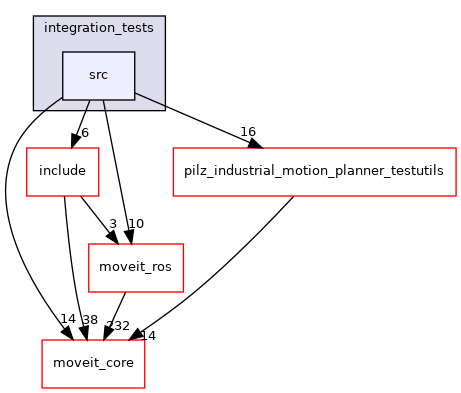 integration_tests
src
6
16
include
pilz_industrial_motion_planner_testutils
3
10
moveit_ros
14
38
232
14
moveit_core